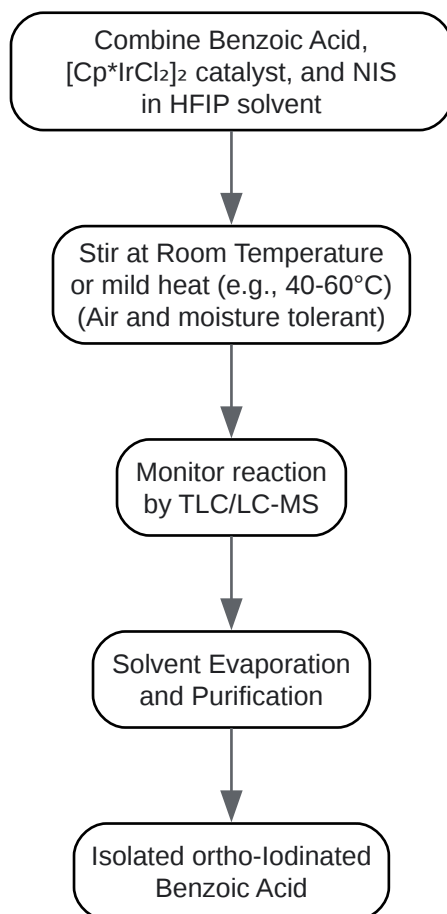 Combine Benzoic Acid,
[Cp*IrCl₂]₂ catalyst, and NIS
in HFIP solvent
Stir at Room Temperature
or mild heat (e.g., 40-60°C)
(Air and moisture tolerant)
Monitor reaction
by TLC/LC-MS
Solvent Evaporation
and Purification
Isolated ortho-Iodinated
Benzoic Acid